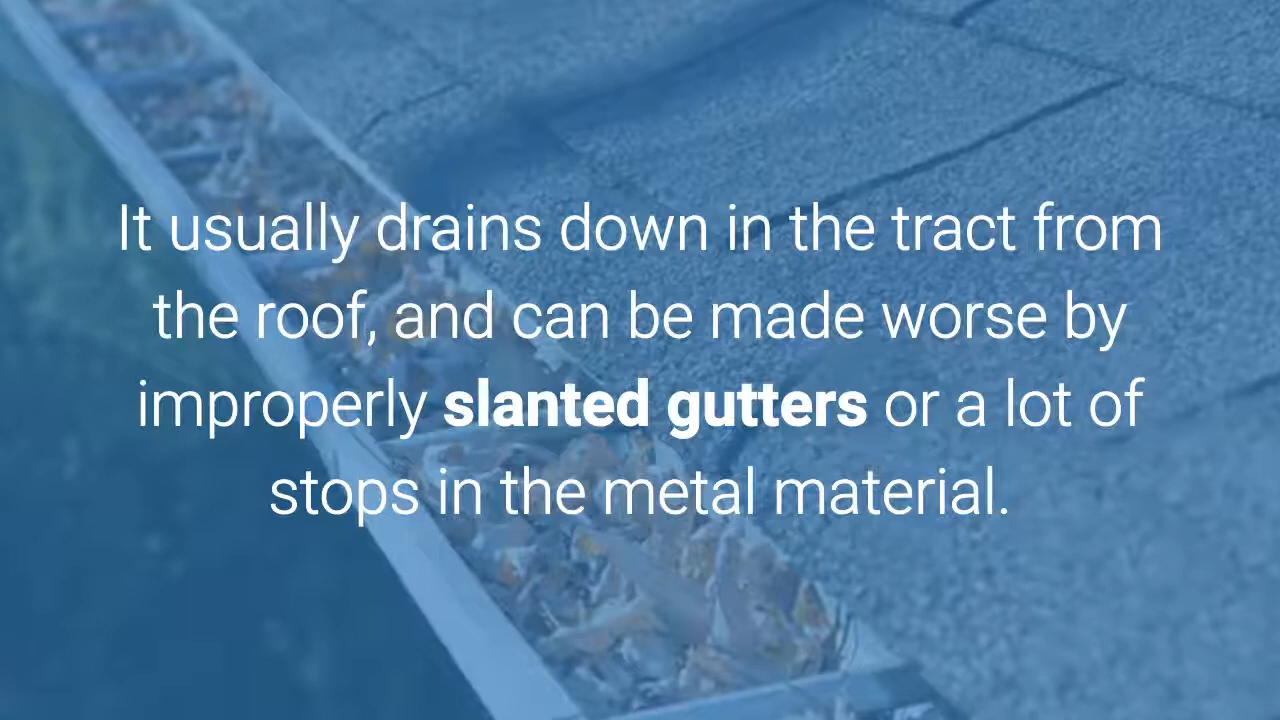 It usually drains down in the tract from
the roof, and can be made worse by
improperly slanted gutters or a lot of
stops in the metal material.